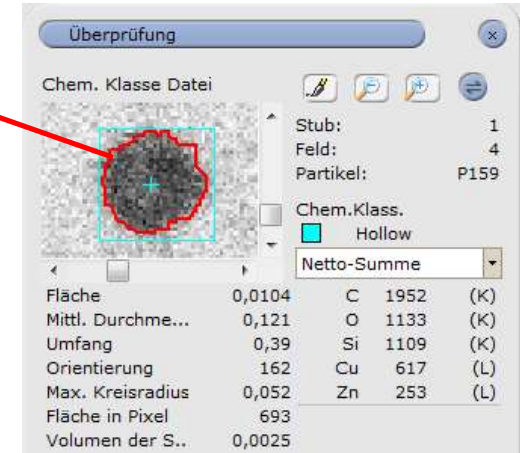 Überprüfung
Chem. Klasse Datei
Stub: 1
Feld: 4
Partikel: P159
Chem.Klass.
Hollow
Netto-Summe
Fläche 0,0104
Mittl. Durchme... 0,121
Umfang 0,39
Orientierung 162
Max. Kreisradius 0,052
Fläche in Pixel 693
Volumen der S.. 0,0025
C 1952 (K)
O 1133 (K)
Si 1109 (K)
Cu 617 (L)
Zn 253 (L)